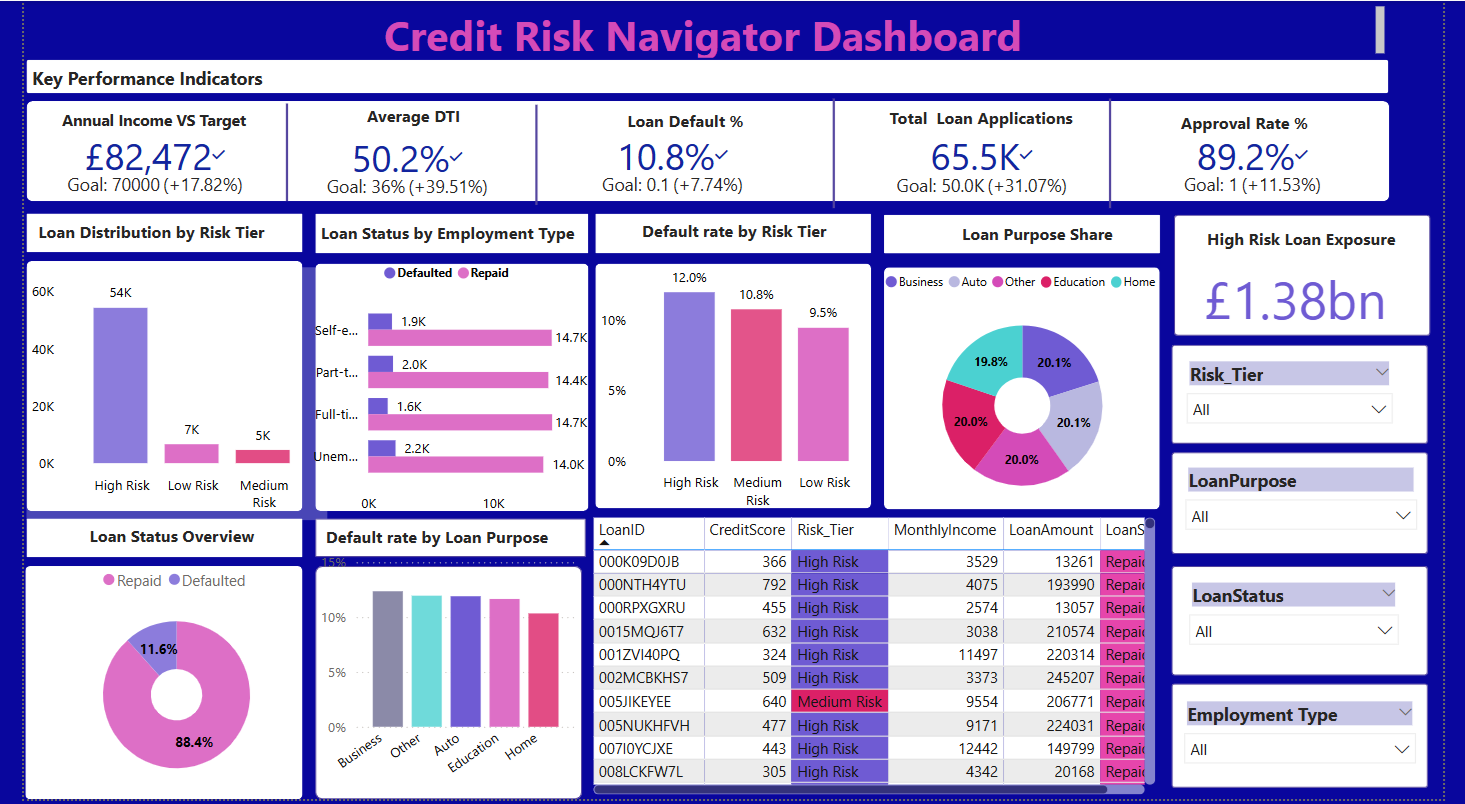 Credit Risk Navigator Dashboard
Key Performance Indicators
Annual Income VS Target
£82,472
Goal: 70000 (+17.82%)
Average DTI
50.2%
Goal: 36% (+39.51%)
Loan Default %
10.8%
Goal: 0.1 (+7.74%)
Total Loan Applications
65.5K
Goal: 50.0K (+31.07%)
Approval Rate %
89.2%
Goal: 1 (+11.53%)
Loan Distribution by Risk Tier
60K
40K
20K
0K
54K
7K
5K
High Risk
Low Risk
Medium
Risk
Loan Status by Employment Type
Defaulted Repaid
Self-e... 1.9K
14.7K
Part-t... 2.0K
14.4K
Full-ti... 1.6K
14.7K
Unem... 2.2K
14.0K
0K 10K
Default rate by Risk Tier
10%
5%
0%
12.0%
10.8%
9.5%
High Risk
Medium
Risk
Low Risk
Loan Purpose Share
Business Auto Other Education Home
19.8%
20.1%
20.1%
20.0%
20.0%
High Risk Loan Exposure
£1.38bn
Risk_Tier
All
LoanPurpose
All
LoanStatus
All
Employment Type
All
Loan Status Overview
Repaid Defaulted
11.6%
88.4%
Default rate by Loan Purpose
15%
10%
5%
0%
Business
Other
Auto
Education
Home
LoanID CreditScore Risk_Tier MonthlyIncome LoanAmount LoanS
000K09D0JB 366 High Risk 3529 13261 Repaid
000NTH4YTU 792 High Risk 4075 193990 Repaid
000RPXGXRU 455 High Risk 2574 13057 Repaid
0015MQJ6T7 632 High Risk 3038 210574 Repaid
001ZVI40PQ 324 High Risk 11497 220314 Repaid
002MCBKHS7 509 High Risk 3373 245207 Repaid
005JIKEYEE 640 Medium Risk 9554 206771 Repaid
005NUKHFVH 477 High Risk 9171 224031 Repaid
007I0YCJXE 443 High Risk 12442 149799 Repaid
008LCKFW7L 305 High Risk 4342 20168 Repaid